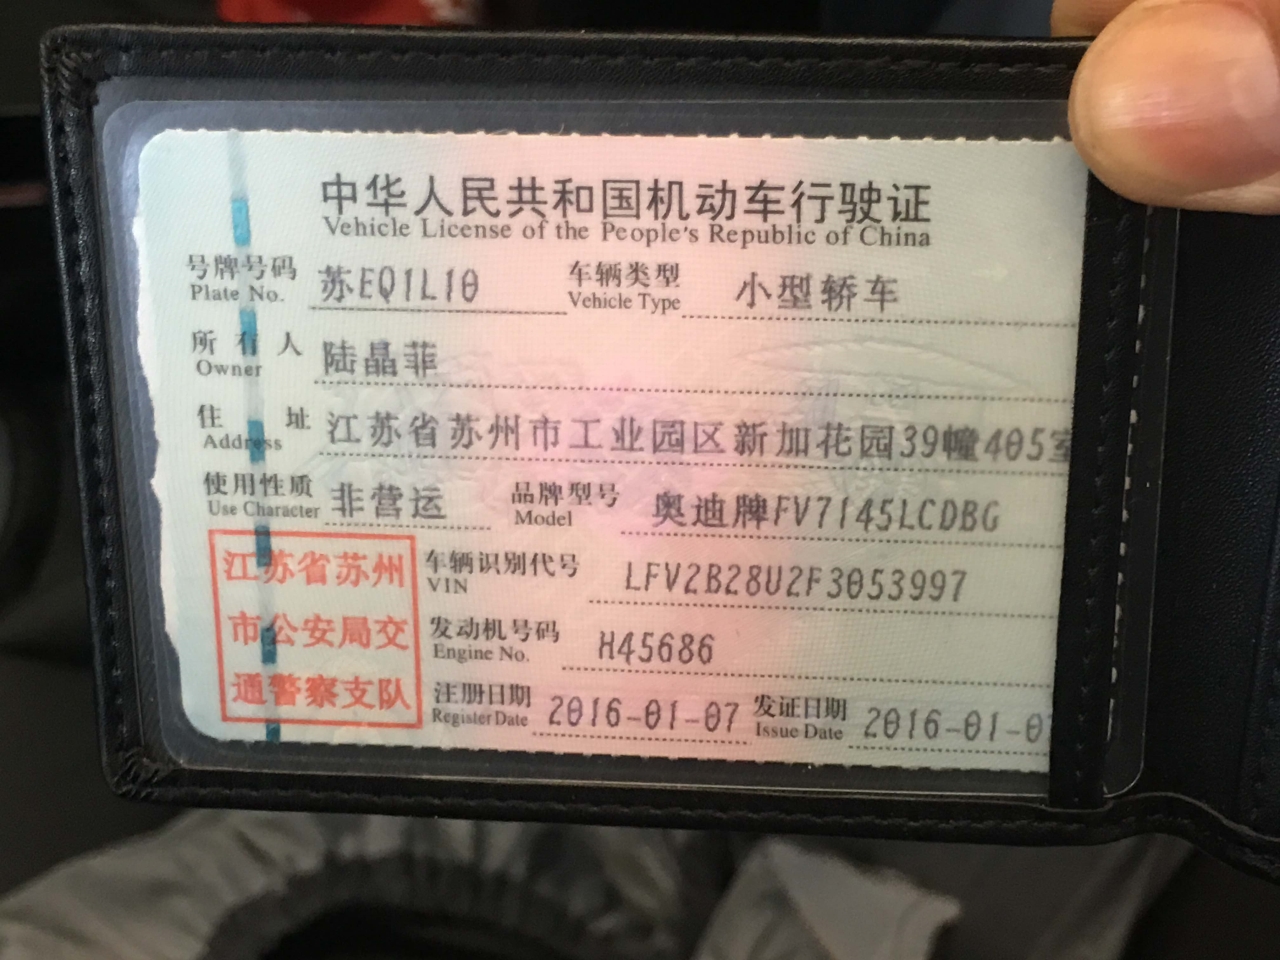 中华人民共和国机动车行驶证
Vehicle License of the People's Republic of China
号牌号码 苏EQ1L10 车辆类型 小型轿车
Plate No. Vehicle Type
所有人 陆晶菲
Owner
住址 江苏省苏州市工业园区新加花园39幢405室
Address
使用性质 非营运 品牌型号 奥迪牌FV7145LCDBG
Use Character Model
江苏省苏州
市公安局交
通警察支队
车辆识别代号 LFV2B28U2F3053997
VIN
发动机号码 H45686
Engine No.
注册日期 2016-01-07 发证日期 2016-01-0
Register Date Issue Date